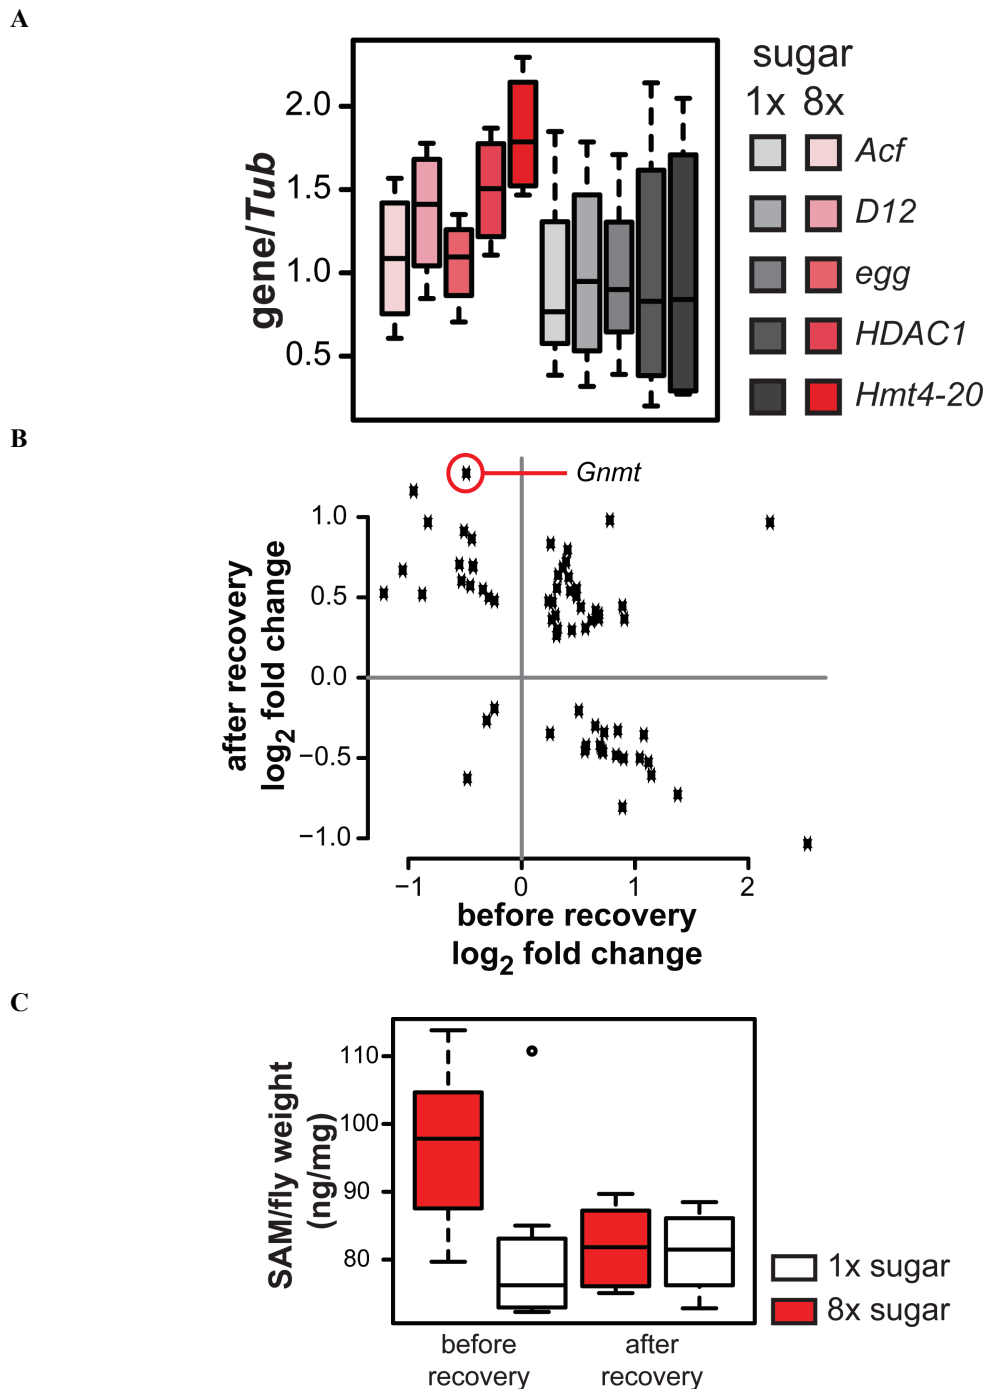 A
gene/Tub
2.0
1.5
1.0
0.5
sugar
1x 8x
Acf
D12
egg
HDAC1
Hmt4-20
B
Gnmt
after recovery
log2 fold change
1.0
0.5
0.0
−0.5
−1.0
−1 0 1 2
before recovery
log2 fold change
C
SAM/fly weight
(ng/mg)
110
100
90
80
before
recovery
after
recovery
1x sugar
8x sugar